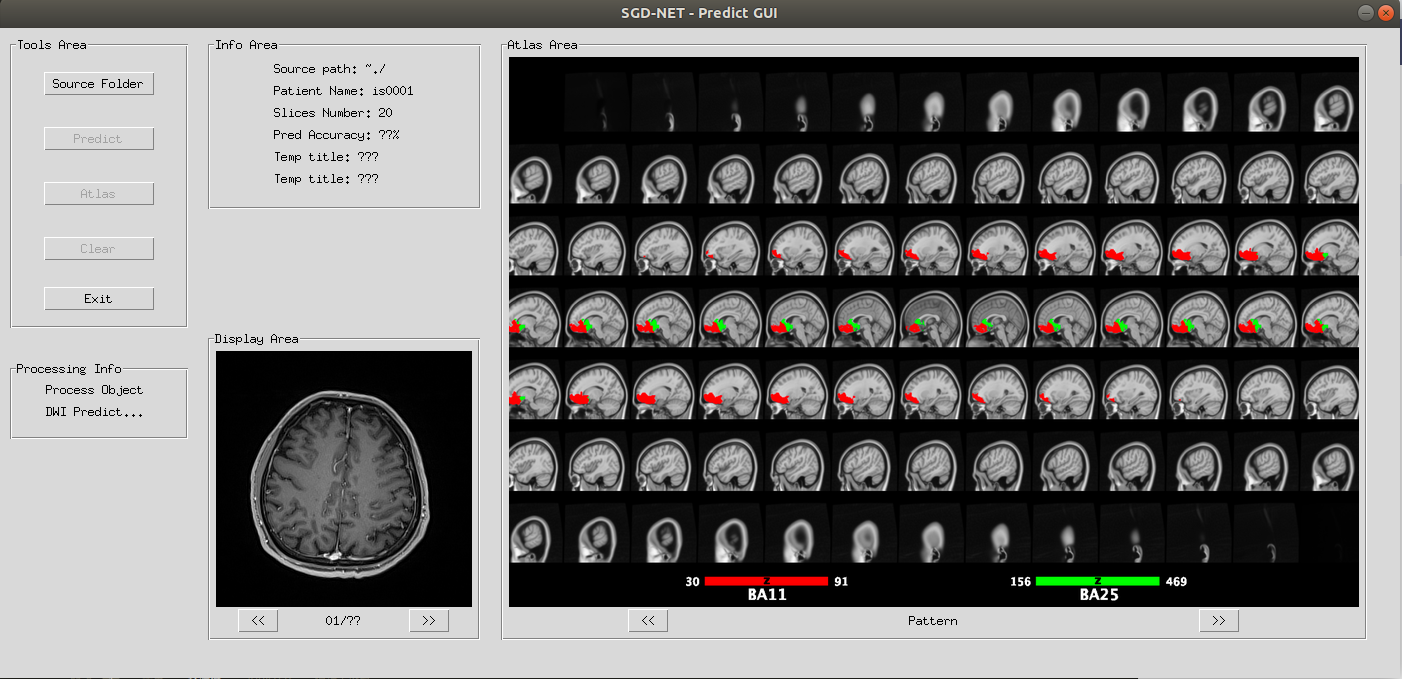 SGD-NET - Predict GUI
Tools Area
Source Folder
Predict
Atlas
Clear
Exit
Processing Info
Process Object
DWI Predict...
Info Area
Source path: ~./
Patient Name: is0001
Slices Number: 20
Pred Accuracy: ??%
Temp title: ???
Temp title: ???
Display Area
<< 01/?? >>
Atlas Area
30 Z 91
BA11
156 Z 469
BA25
<< Pattern >>